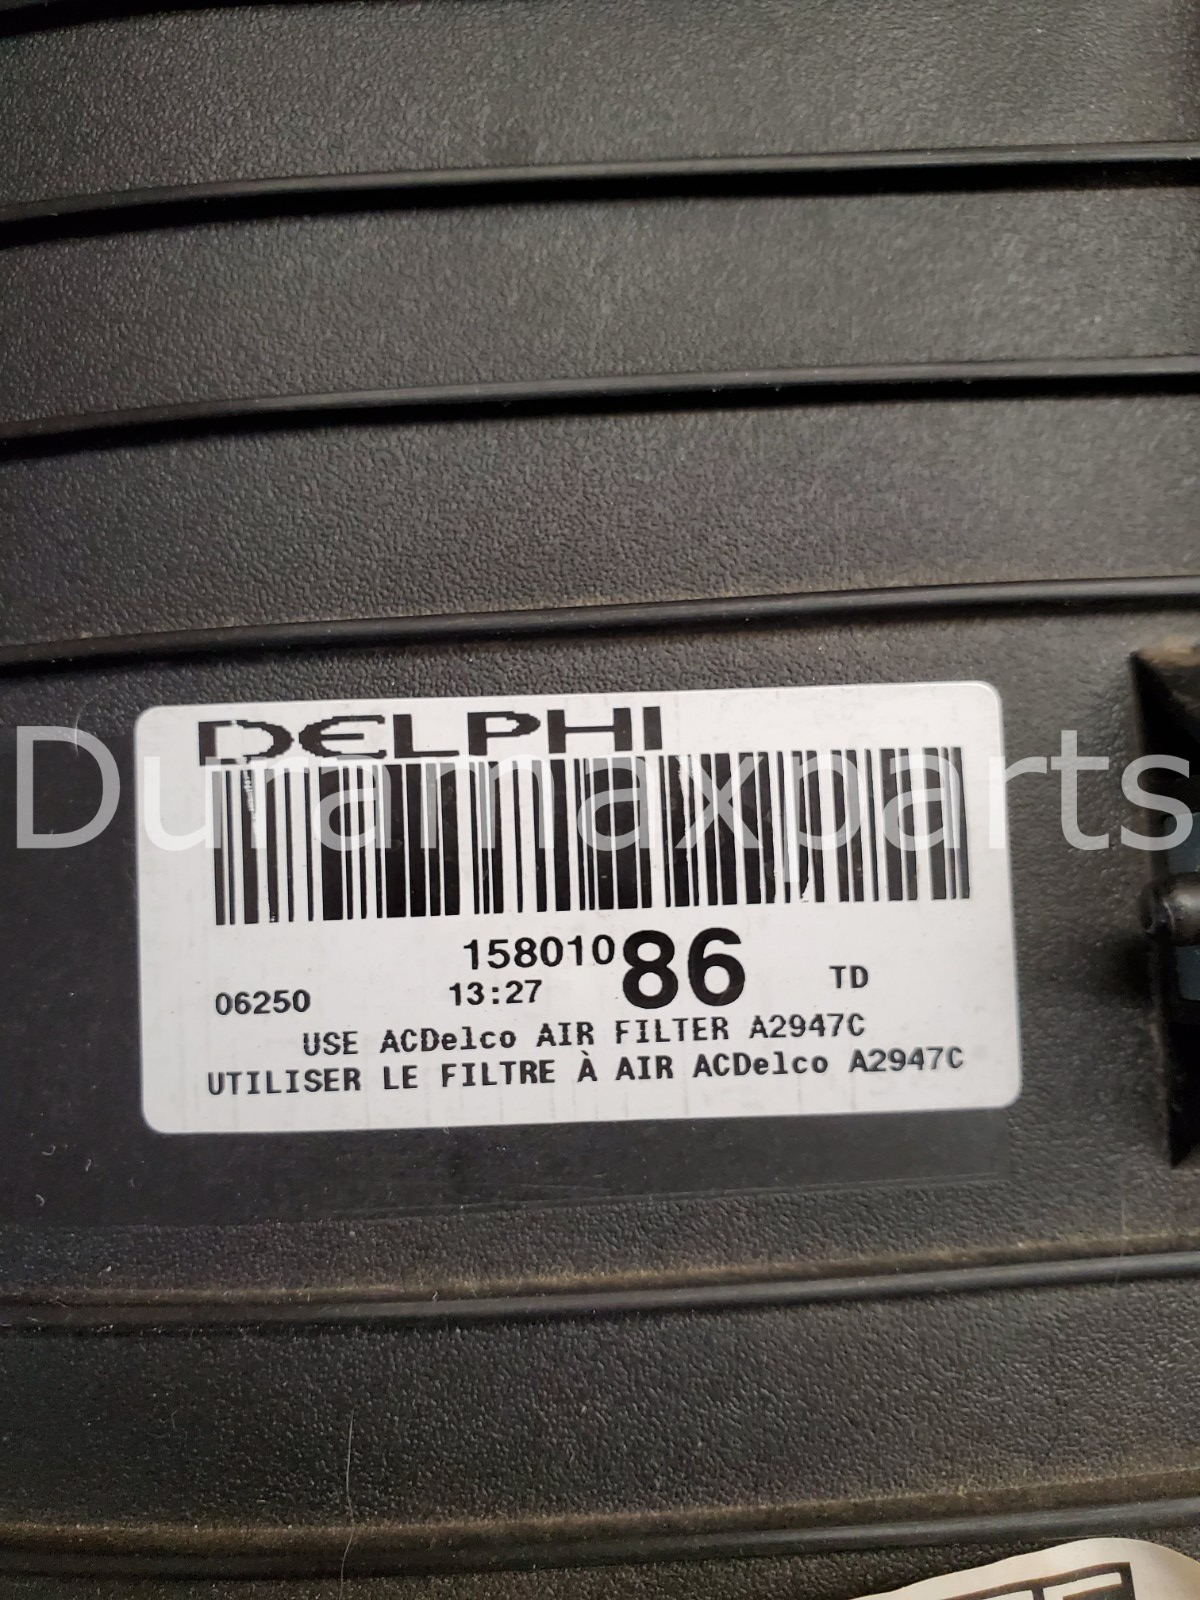 DELPHI
Duramaxparts
15801086
06250 13:27 TD
USE ACDelco AIR FILTER A2947C
UTILISER LE FILTRE À AIR ACDelco A2947C